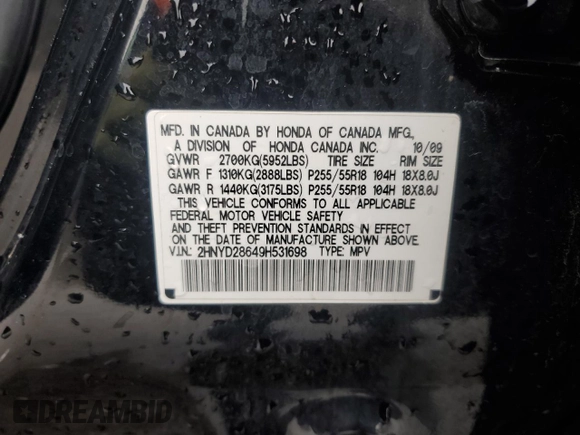 MFD. IN CANADA BY HONDA OF CANADA MFG.,
A DIVISION OF HONDA CANADA INC. 10/09
GVWR 2700KG(5952LBS) TIRE SIZE RIM SIZE
GAWR F 1310KG(2888LBS) P255/55R18 104H 18X8.0J
GAWR R 1440KG(3175LBS) P255/55R18 104H 18X8.0J
THIS VEHICLE CONFORMS TO ALL APPLICABLE
FEDERAL MOTOR VEHICLE SAFETY
AND THEFT PREVENTION STANDARDS IN EFFECT
ON THE DATE OF MANUFACTURE SHOWN ABOVE.
V.I.N.: 2HNYD28649H531698 TYPE: MPV
DREAMBID